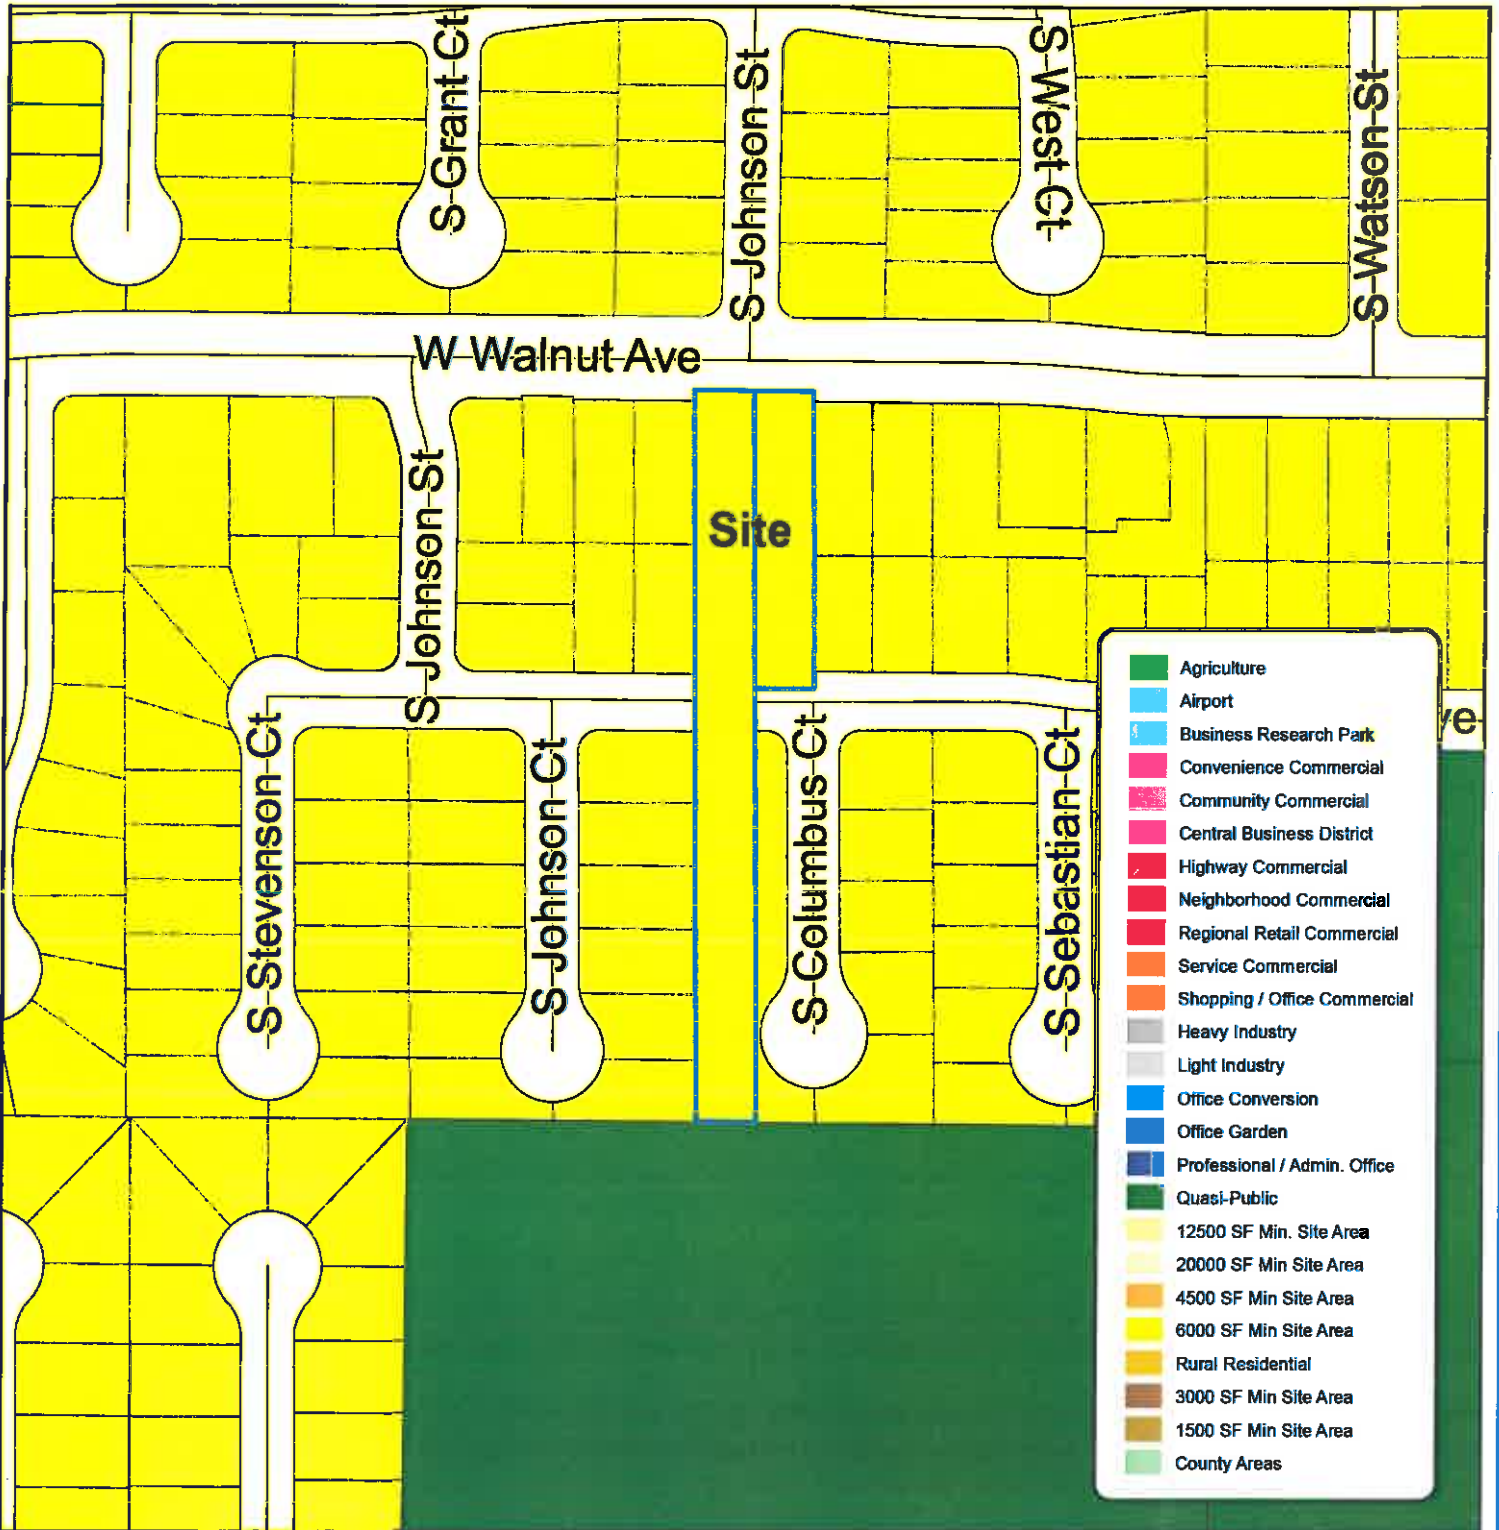 S Grant Ct
S Johnson St
S West Ct
S Watson St
W Walnut Ave
S Johnson St
Site
S Stevenson Ct
S Johnson Ct
S Columbus Ct
S Sebastian Ct
ve
Agriculture
Airport
Business Research Park
Convenience Commercial
Community Commercial
Central Business District
Highway Commercial
Neighborhood Commercial
Regional Retail Commercial
Service Commercial
Shopping / Office Commercial
Heavy Industry
Light Industry
Office Conversion
Office Garden
Professional / Admin. Office
Quasi-Public
12500 SF Min. Site Area
20000 SF Min Site Area
4500 SF Min Site Area
6000 SF Min Site Area
Rural Residential
3000 SF Min Site Area
1500 SF Min Site Area
County Areas